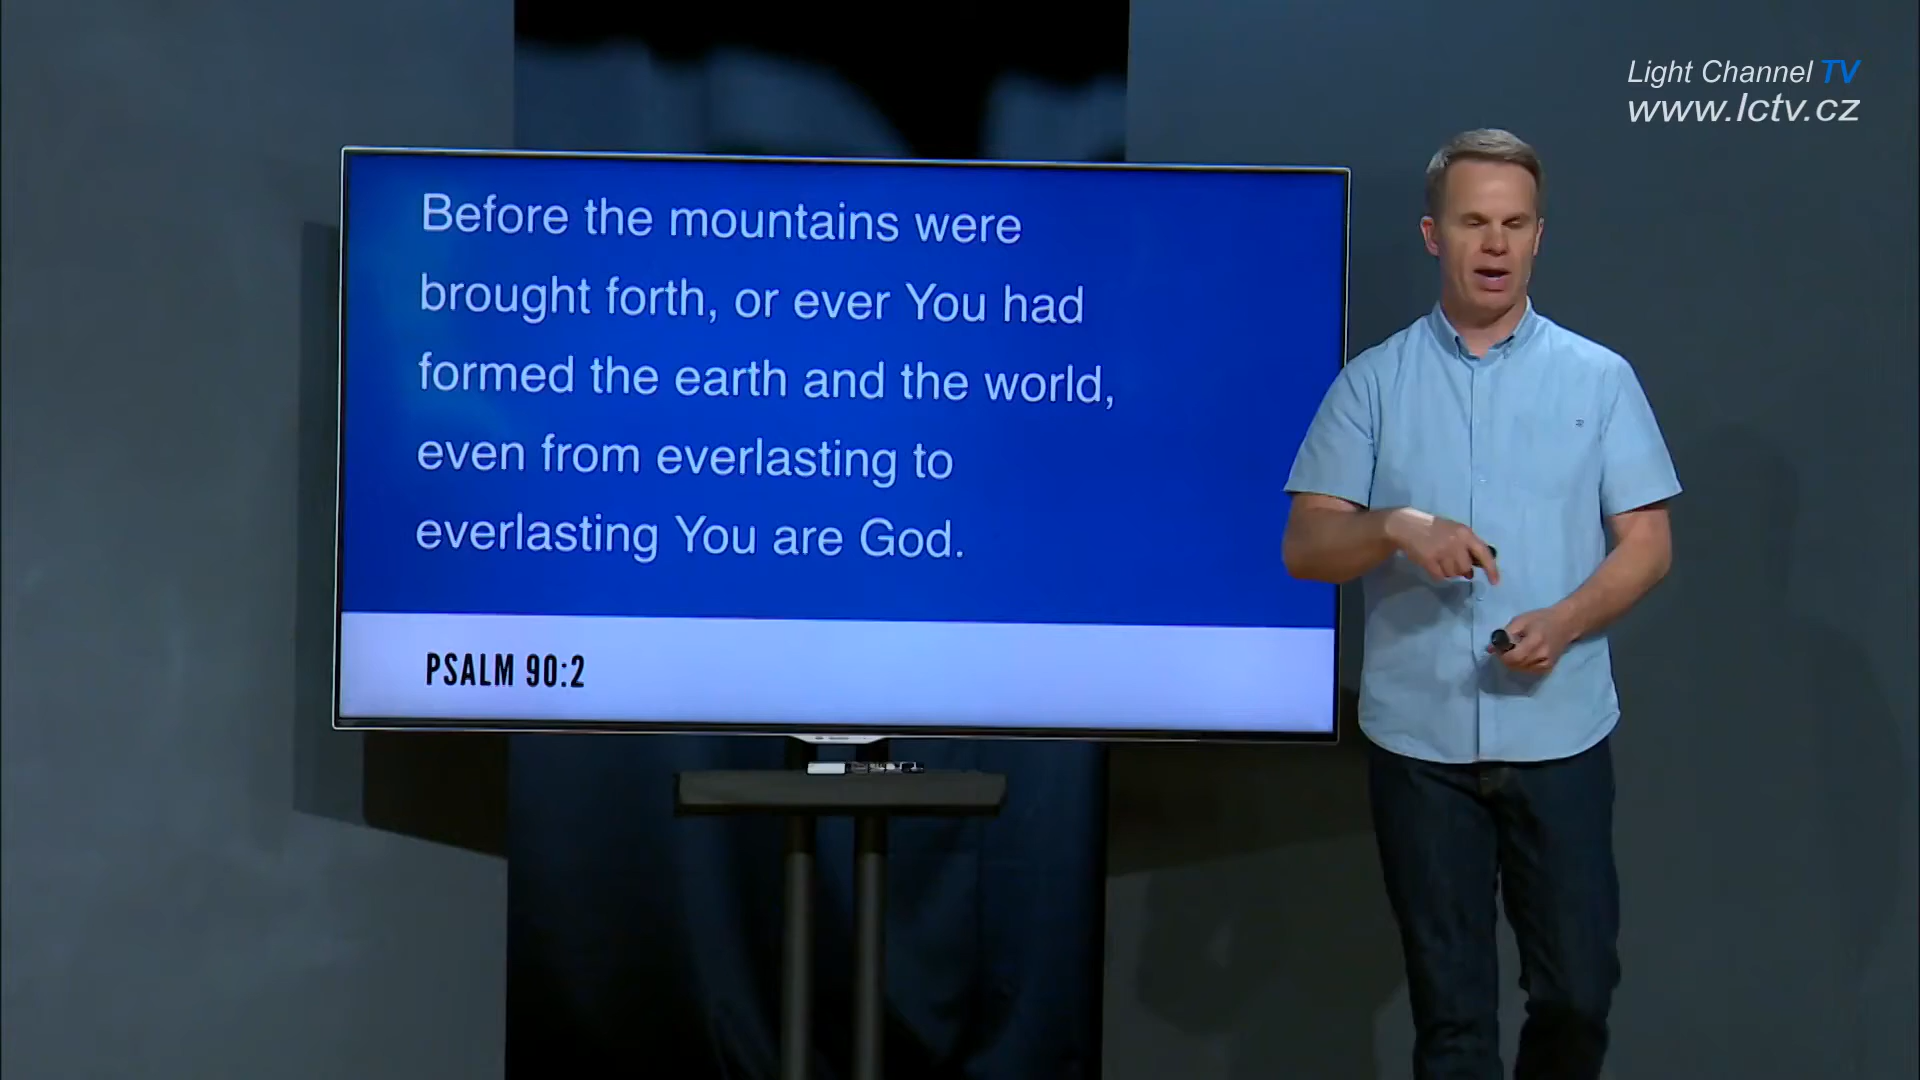 Light Channel TV
www.lctv.cz
Before the mountains were
brought forth, or ever You had
formed the earth and the world,
even from everlasting to
everlasting You are God.
PSALM 90:2